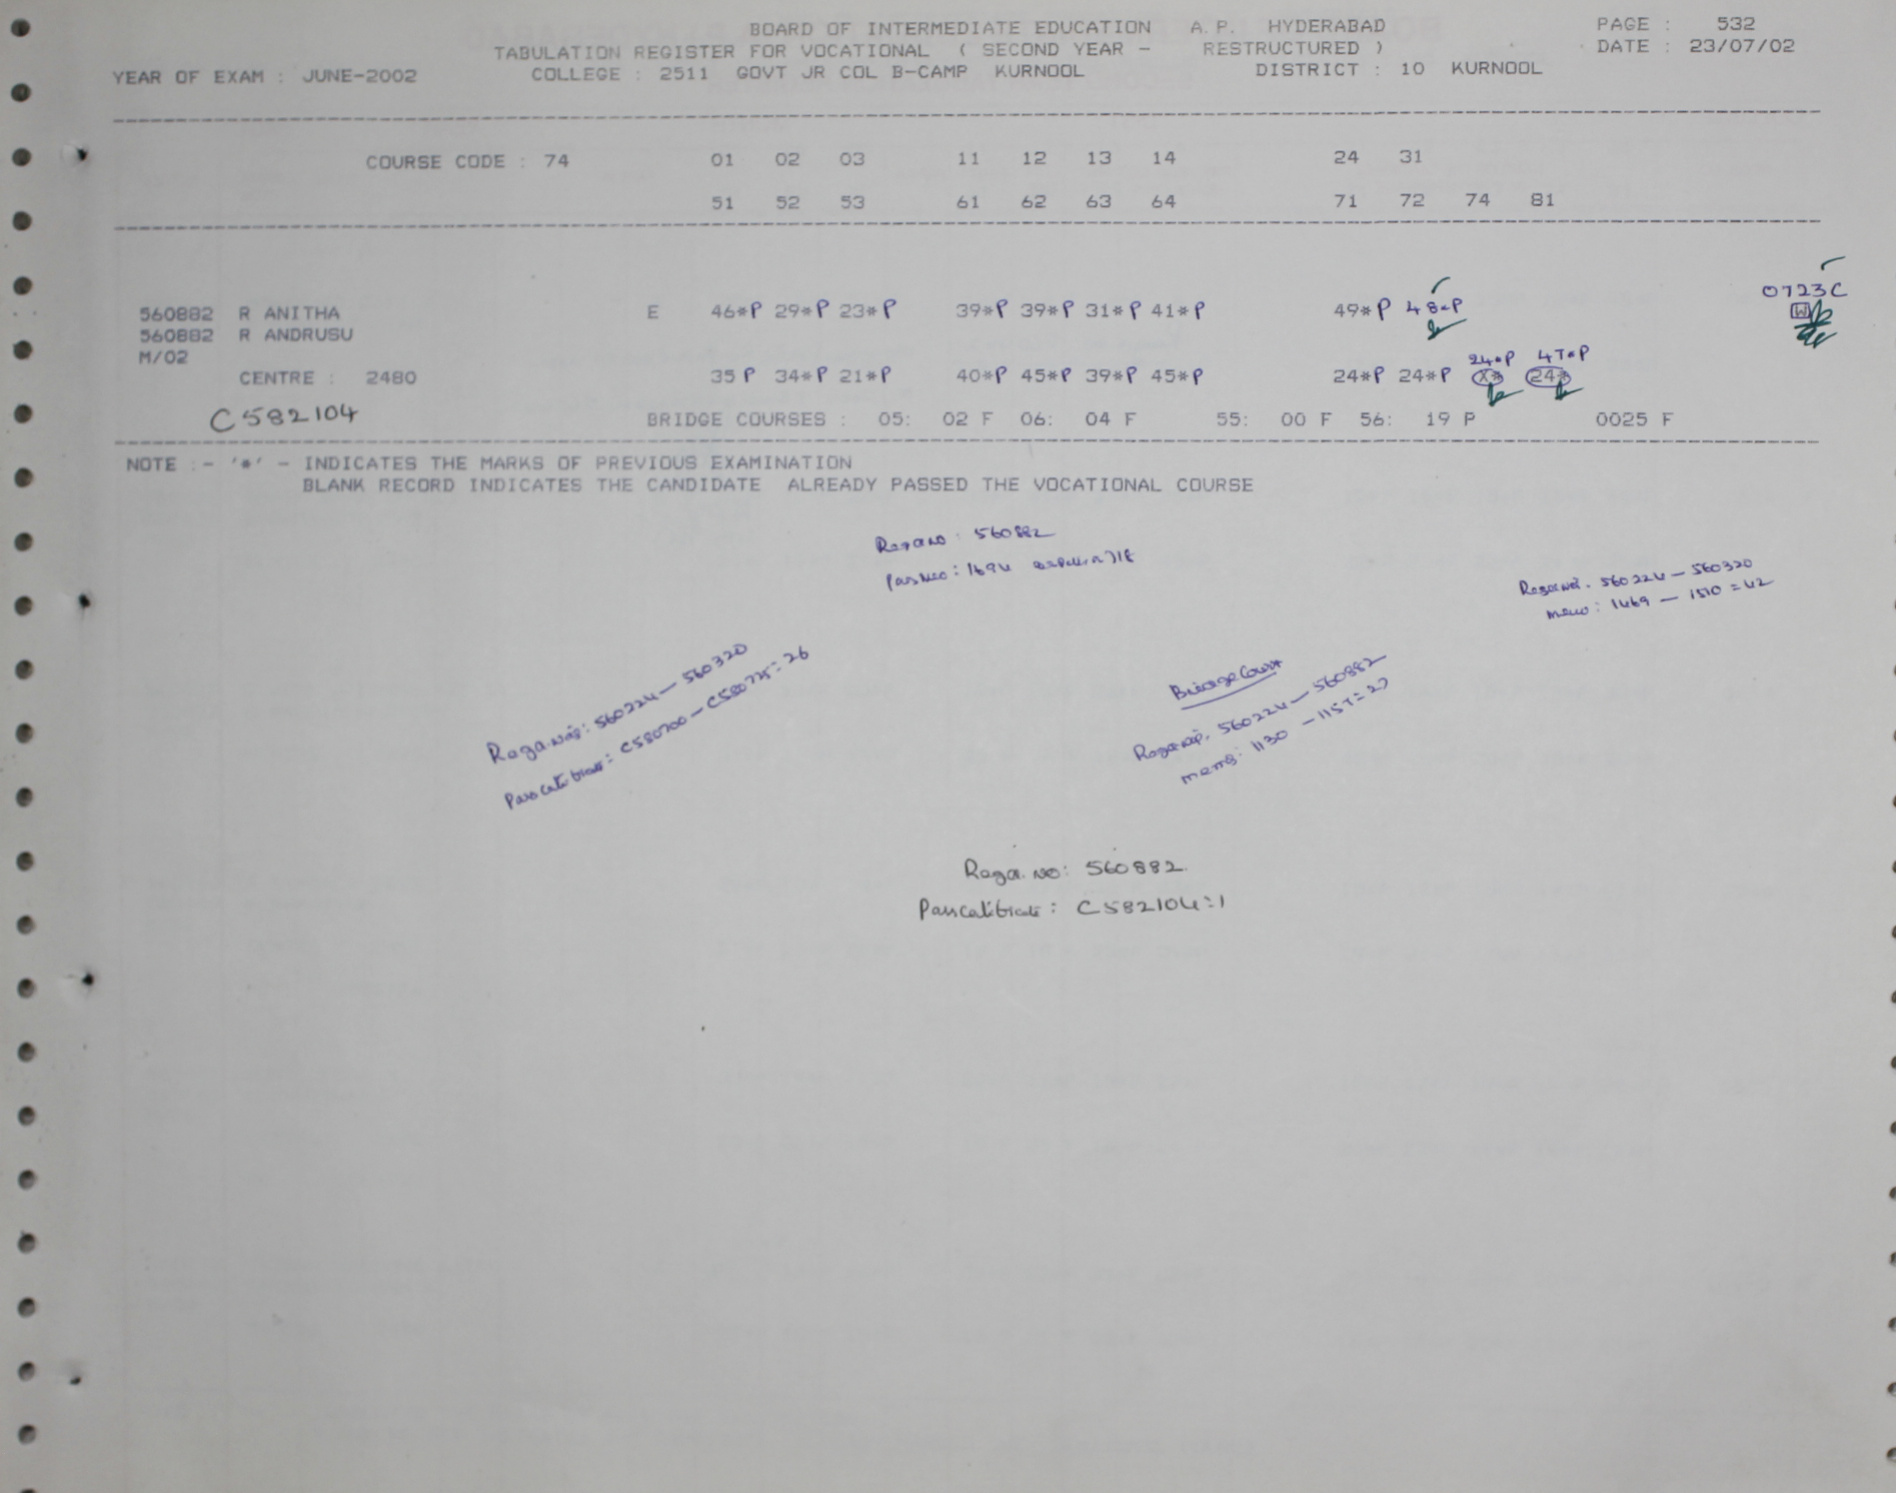 BOARD OF INTERMEDIATE EDUCATION A.P. HYDERABAD PAGE : 532
TABULATION REGISTER FOR VOCATIONAL ( SECOND YEAR - RESTRUCTURED ) DATE : 23/07/02
YEAR OF EXAM : JUNE-2002 COLLEGE : 2511 GOVT JR COL B-CAMP KURNOOL DISTRICT : 10 KURNOOL
COURSE CODE : 74 01 02 03 11 12 13 14 24 31
51 52 53 61 62 63 64 71 72 74 81
0723C
560882 R ANITHA E 46*P 29*P 23*P 39*P 39*P 31*P 41*P 49*P 48*P W
560882 R ANDRUSU
M/02
24*P 47*P
CENTRE : 2480 35 P 34*P 21*P 40*P 45*P 39*P 45*P 24*P 24*P X* 24*
C582104 BRIDGE COURSES : 05: 02 F 06: 04 F 55: 00 F 56: 19 P 0025 F
NOTE :- '*' - INDICATES THE MARKS OF PREVIOUS EXAMINATION
BLANK RECORD INDICATES THE CANDIDATE ALREADY PASSED THE VOCATIONAL COURSE
560882
1694
560224 — 560320
1469 — 1510 = 42
Regd.Nos: 560224 — 560320
C580700 — C580725 = 26
Bridge Course
560224 — 560882
memo: 1130 — 1157 = 27
Regd. No: 560882
C582104=1